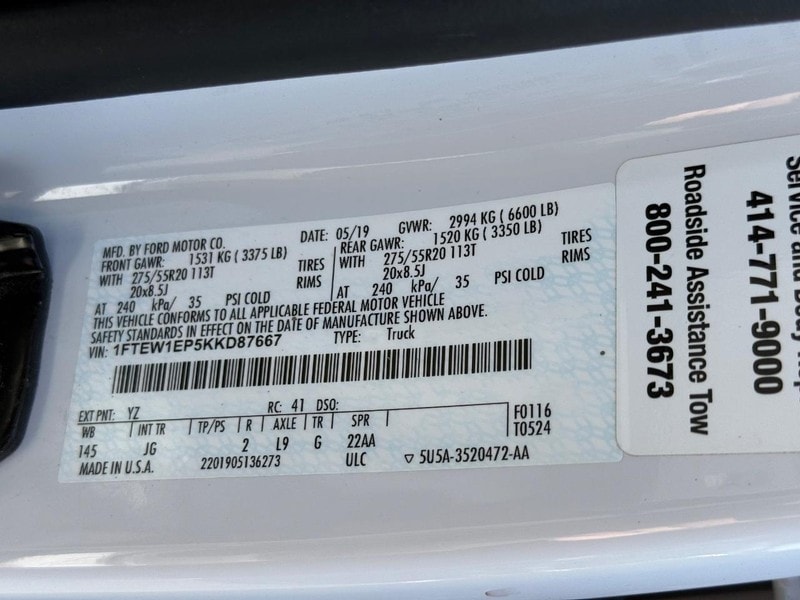 MFD. BY FORD MOTOR CO. DATE: 05/19 GVWR: 2994 KG ( 6600 LB)
FRONT GAWR: 1531 KG ( 3375 LB) REAR GAWR: 1520 KG ( 3350 LB)
WITH 275/55R20 113T TIRES WITH 275/55R20 113T TIRES
20x8.5J RIMS 20x8.5J RIMS
AT 240 kPa/ 35 PSI COLD AT 240 kPa/ 35 PSI COLD
THIS VEHICLE CONFORMS TO ALL APPLICABLE FEDERAL MOTOR VEHICLE
SAFETY STANDARDS IN EFFECT ON THE DATE OF MANUFACTURE SHOWN ABOVE.
VIN: 1FTEW1EP5KKD87667 TYPE: Truck
EXT PNT: YZ RC: 41 DSO: F0116
WB INT TR TP/PS R AXLE TR SPR T0524
145 JG 2 L9 G 22AA
MADE IN U.S.A. 2201905136273 ULC ▽ 5U5A-3520472-AA
Service and Body
414-771-9000
Roadside Assistance Tow
800-241-3673